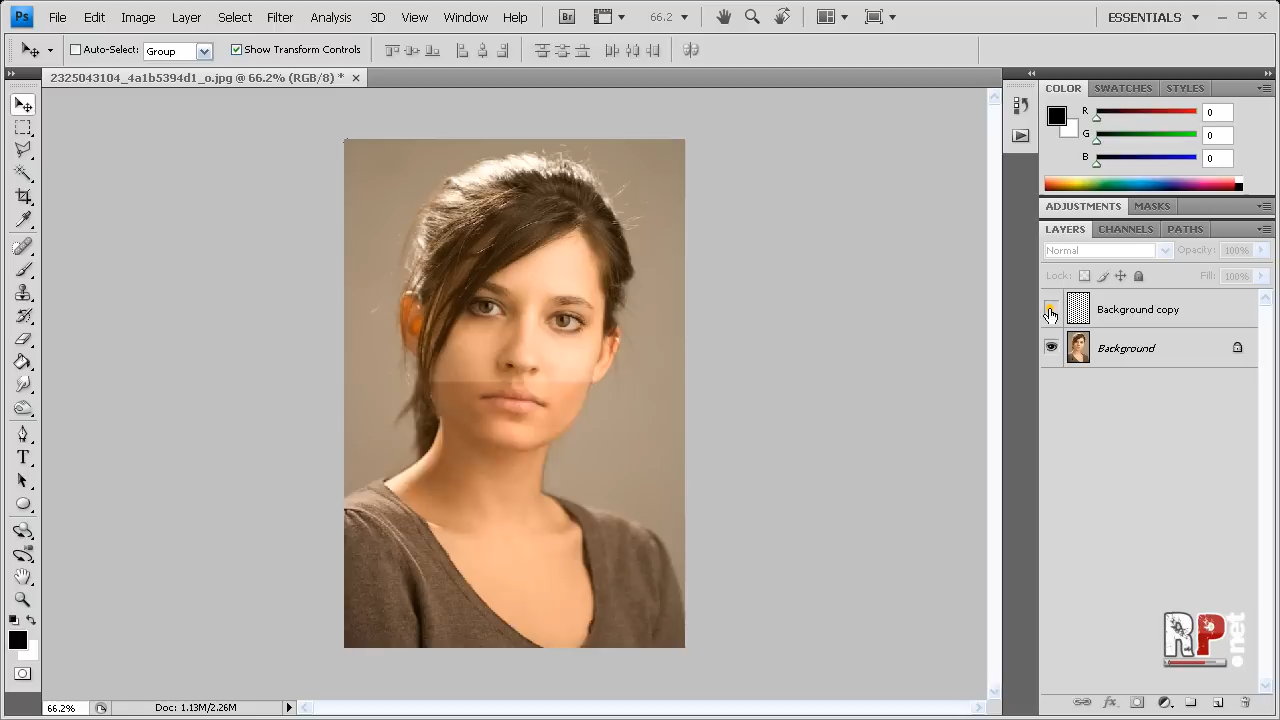 Ps File Edit Image Layer Select Filter Analysis 3D View Window Help Br 66.2 ESSENTIALS
Auto-Select: Group Show Transform Controls
2325043104_4a1b5394d1_o.jpg @ 66.2% (RGB/8) *
COLOR SWATCHES STYLES
R 0
G 0
B 0
ADJUSTMENTS MASKS
LAYERS CHANNELS PATHS
Normal Opacity: 100%
Lock: Fill: 100%
Background copy
Background
T
RP.net
fx
66.2% Doc: 1.13M/2.26M